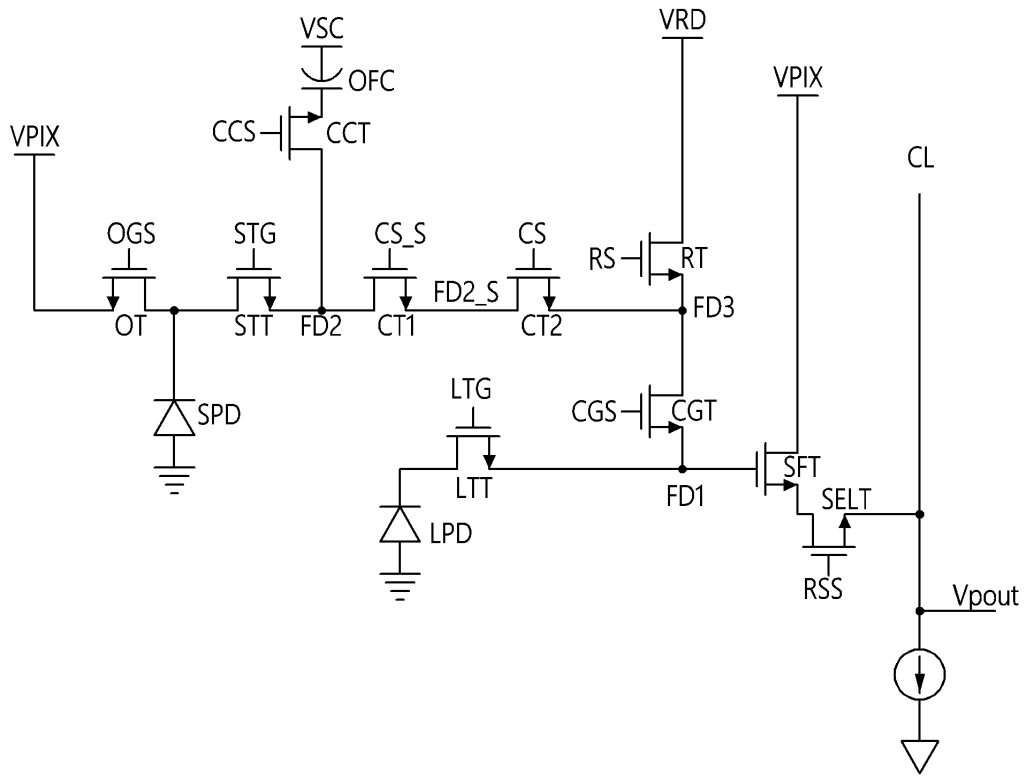 VSC
VRD
OFC
VPIX
CCS
CCT
VPIX
CL
OGS
STG
CS_S
CS
RS
RT
FD2_S
FD3
OT
STT
FD2
CT1
CT2
LTG
CGS
CGT
SPD
SFT
LTT
FD1
SELT
LPD
RSS
Vpout